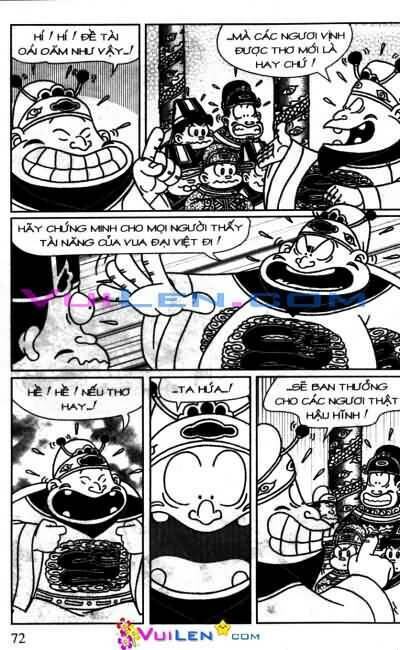 HÍ! HÍ! ĐỀ TÀI
OÁI OĂM NHƯ VẬY...!
...MÀ CÁC NGƯƠI VỊNH
ĐƯỢC THƠ MỚI LÀ
HAY CHỨ!
HÃY CHỨNG MINH CHO MỌI NGƯỜI THẤY
TÀI NĂNG CỦA VUA ĐẠI VIỆT ĐI!
VUILEN.COM
HỀ! HỀ! NẾU THƠ
HAY...!
...TA HỨA...!
...SẼ BAN THƯỞNG
CHO CÁC NGƯƠI THẬT
HẬU HĨNH!
72
VUILEN.COM